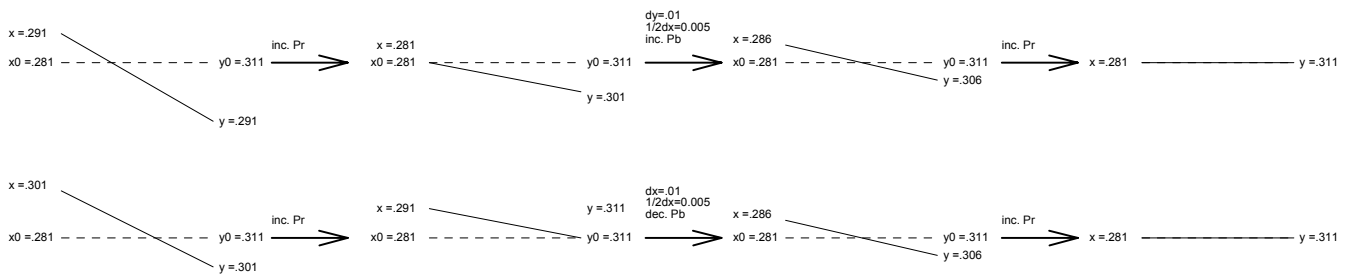 x =.291
x0 =.281
y0 =.311
y =.291
inc. Pr
x =.281
x0 =.281
y0 =.311
y =.301
dy=.01
1/2dx=0.005
inc. Pb
x =.286
x0 =.281
y0 =.311
y =.306
inc. Pr
x =.281
y =.311
x =.301
x0 =.281
y0 =.311
y =.301
inc. Pr
x =.291
x0 =.281
y =.311
y0 =.311
dx=.01
1/2dx=0.005
dec. Pb
x =.286
x0 =.281
y0 =.311
y =.306
inc. Pr
x =.281
y =.311